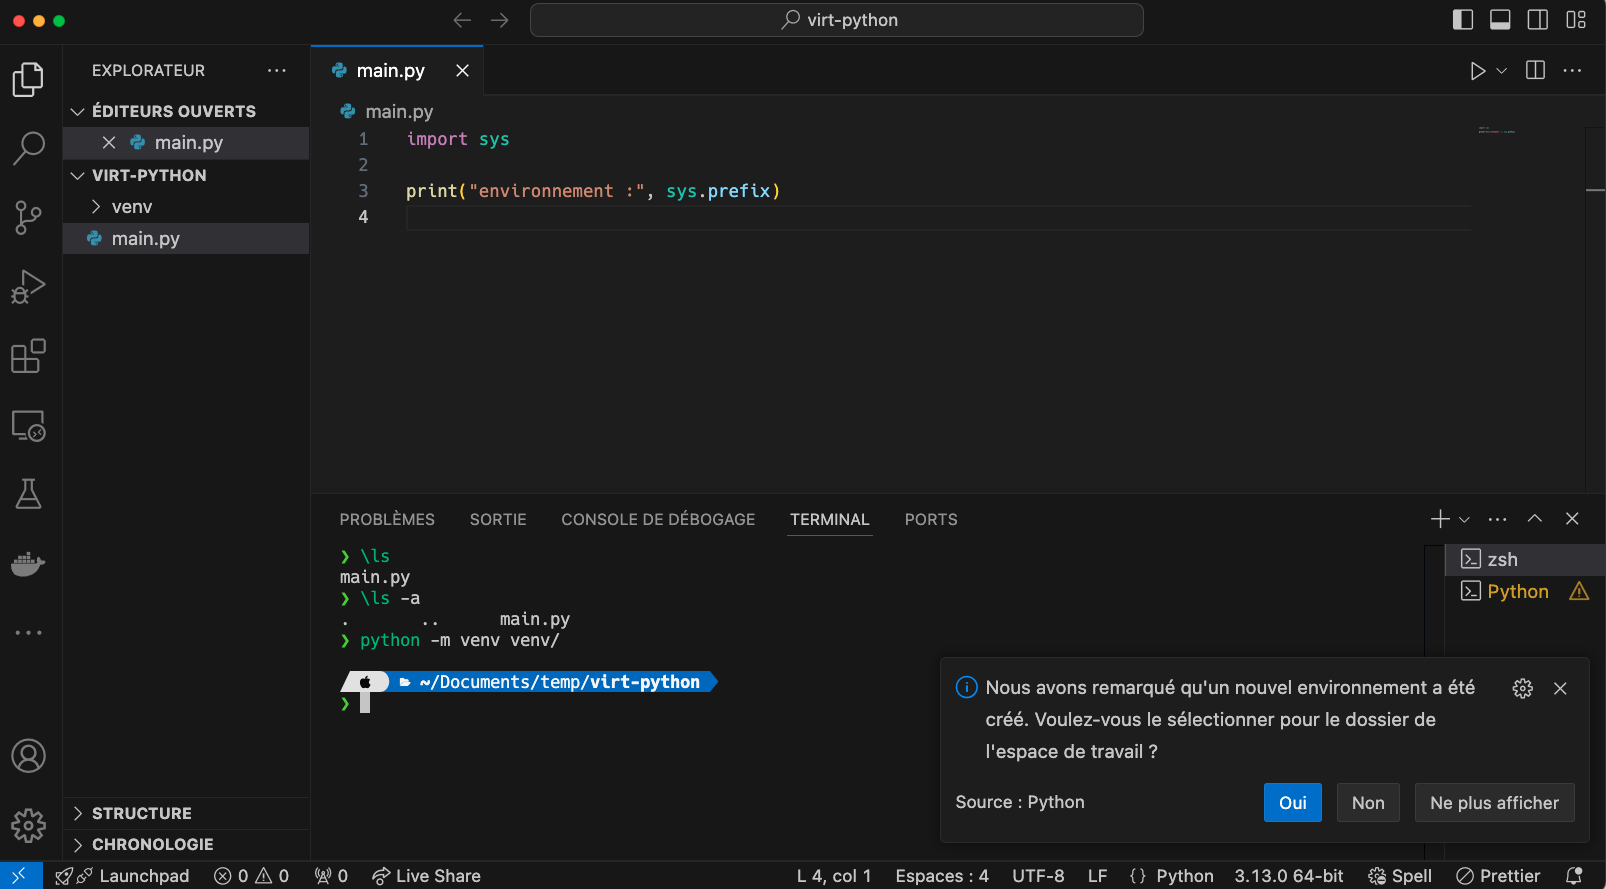 virt-python
EXPLORATEUR
ÉDITEURS OUVERTS
main.py
VIRT-PYTHON
venv
main.py
STRUCTURE
CHRONOLOGIE
main.py
main.py
1 import sys
2
3 print("environnement :", sys.prefix)
4
PROBLÈMES SORTIE CONSOLE DE DÉBOGAGE TERMINAL PORTS
❯ \ls
main.py
❯ \ls -a
. .. main.py
❯ python -m venv venv/
~/Documents/temp/virt-python
❯
zsh
Python
Nous avons remarqué qu'un nouvel environnement a été
créé. Voulez-vous le sélectionner pour le dossier de
l'espace de travail ?
Source : Python
Oui Non Ne plus afficher
Launchpad 0 0 0 Live Share L 4, col 1 Espaces : 4 UTF-8 LF {} Python 3.13.0 64-bit Spell Prettier